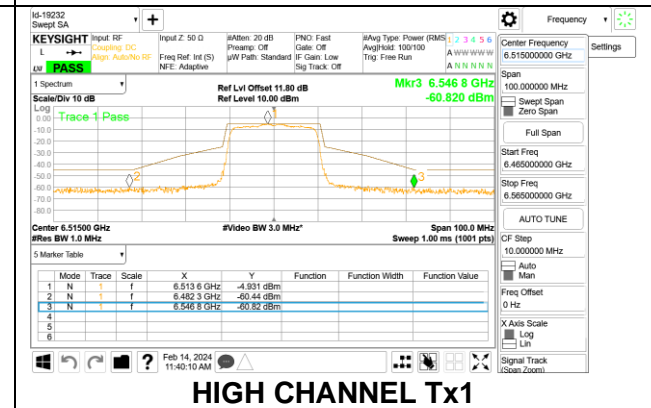 Id-19232
Swept SA
Frequency
KEYSIGHT
Input: RF
Input Z: 50 Ω
#Atten: 20 dB
PNO: Fast
#Avg Type: Power (RMS
1 2 3 4 5 6
L
Coupling: DC
Preamp: Off
Gate: Off
Avg|Hold: 100/100
A W W W W W
Align: Auto/No RF
Freq Ref: Int (S)
µW Path: Standard
IF Gain: Low
Trig: Free Run
PASS
NFE: Adaptive
Sig Track: Off
A N N N N N
Center Frequency
6.515000000 GHz
Settings
1 Spectrum
Ref Lvl Offset 11.80 dB
Mkr3 6.546 8 GHz
Scale/Div 10 dB
Ref Level 10.00 dBm
-60.820 dBm
Log
Trace 1 Pass
0.00
-10.0
-20.0
-30.0
-40.0
-50.0
-60.0
-70.0
-80.0
1
2
3
Center 6.51500 GHz
#Video BW 3.0 MHz*
Span 100.0 MHz
#Res BW 1.0 MHz
Sweep 1.00 ms (1001 pts)
Span
100.000000 MHz
Swept Span
Zero Span
Full Span
Start Freq
6.465000000 GHz
Stop Freq
6.565000000 GHz
AUTO TUNE
CF Step
10.000000 MHz
Auto
Man
Freq Offset
0 Hz
X Axis Scale
Log
Lin
Signal Track
(Span Zoom)
5 Marker Table
Mode Trace Scale X Y Function Function Width Function Value
1 N 1 f 6.513 6 GHz -4.931 dBm
2 N 1 f 6.482 3 GHz -60.44 dBm
3 N 1 f 6.546 8 GHz -60.82 dBm
4
5
6
?
Feb 14, 2024
11:40:10 AM
HIGH CHANNEL Tx1